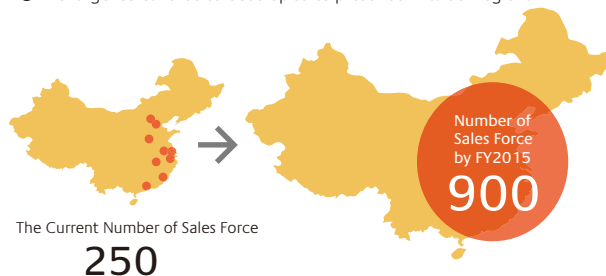 Number of
Sales Force
by FY2015
900
The Current Number of Sales Force
250